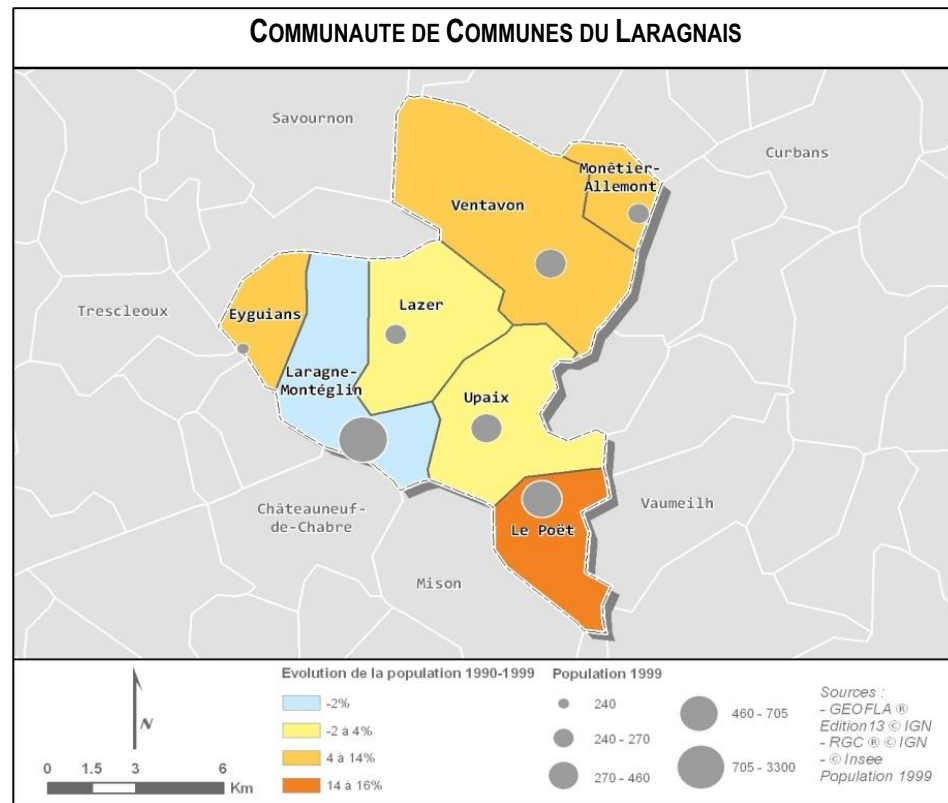 COMMUNAUTE DE COMMUNES DU LARAGNAIS
Savournon
Curbans
Monêtier-
Allemont
Ventavon
Trescleoux
Eyguians
Lazer
Laragne-
Montéglin
Upaix
Châteauneuf-
de-Chabre
Vaumeilh
Le Poët
Mison
N
0 1.5 3 6
Km
Evolution de la population 1990-1999
-2%
-2 à 4%
4 à 14%
14 à 16%
Population 1999
240
240 - 270
270 - 460
460 - 705
705 - 3300
Sources :
- GEOFLA ®
Edition13 © IGN
- RGC ® © IGN
- © Insee
Population 1999